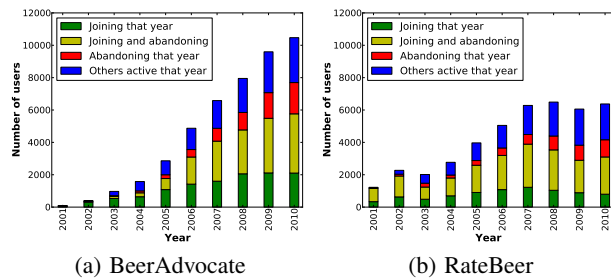 12000
10000
8000
6000
4000
2000
0
Number of users
Joining that year
Joining and abandoning
Abandoning that year
Others active that year
2001
2002
2003
2004
2005
2006
2007
2008
2009
2010
Year
(a) BeerAdvocate
12000
10000
8000
6000
4000
2000
0
Number of users
Joining that year
Joining and abandoning
Abandoning that year
Others active that year
2001
2002
2003
2004
2005
2006
2007
2008
2009
2010
Year
(b) RateBeer